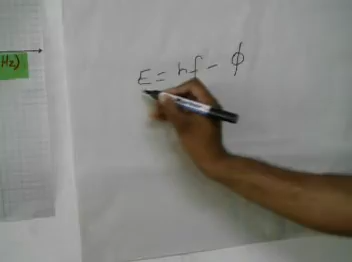 Hz)
E = hf - ϕ